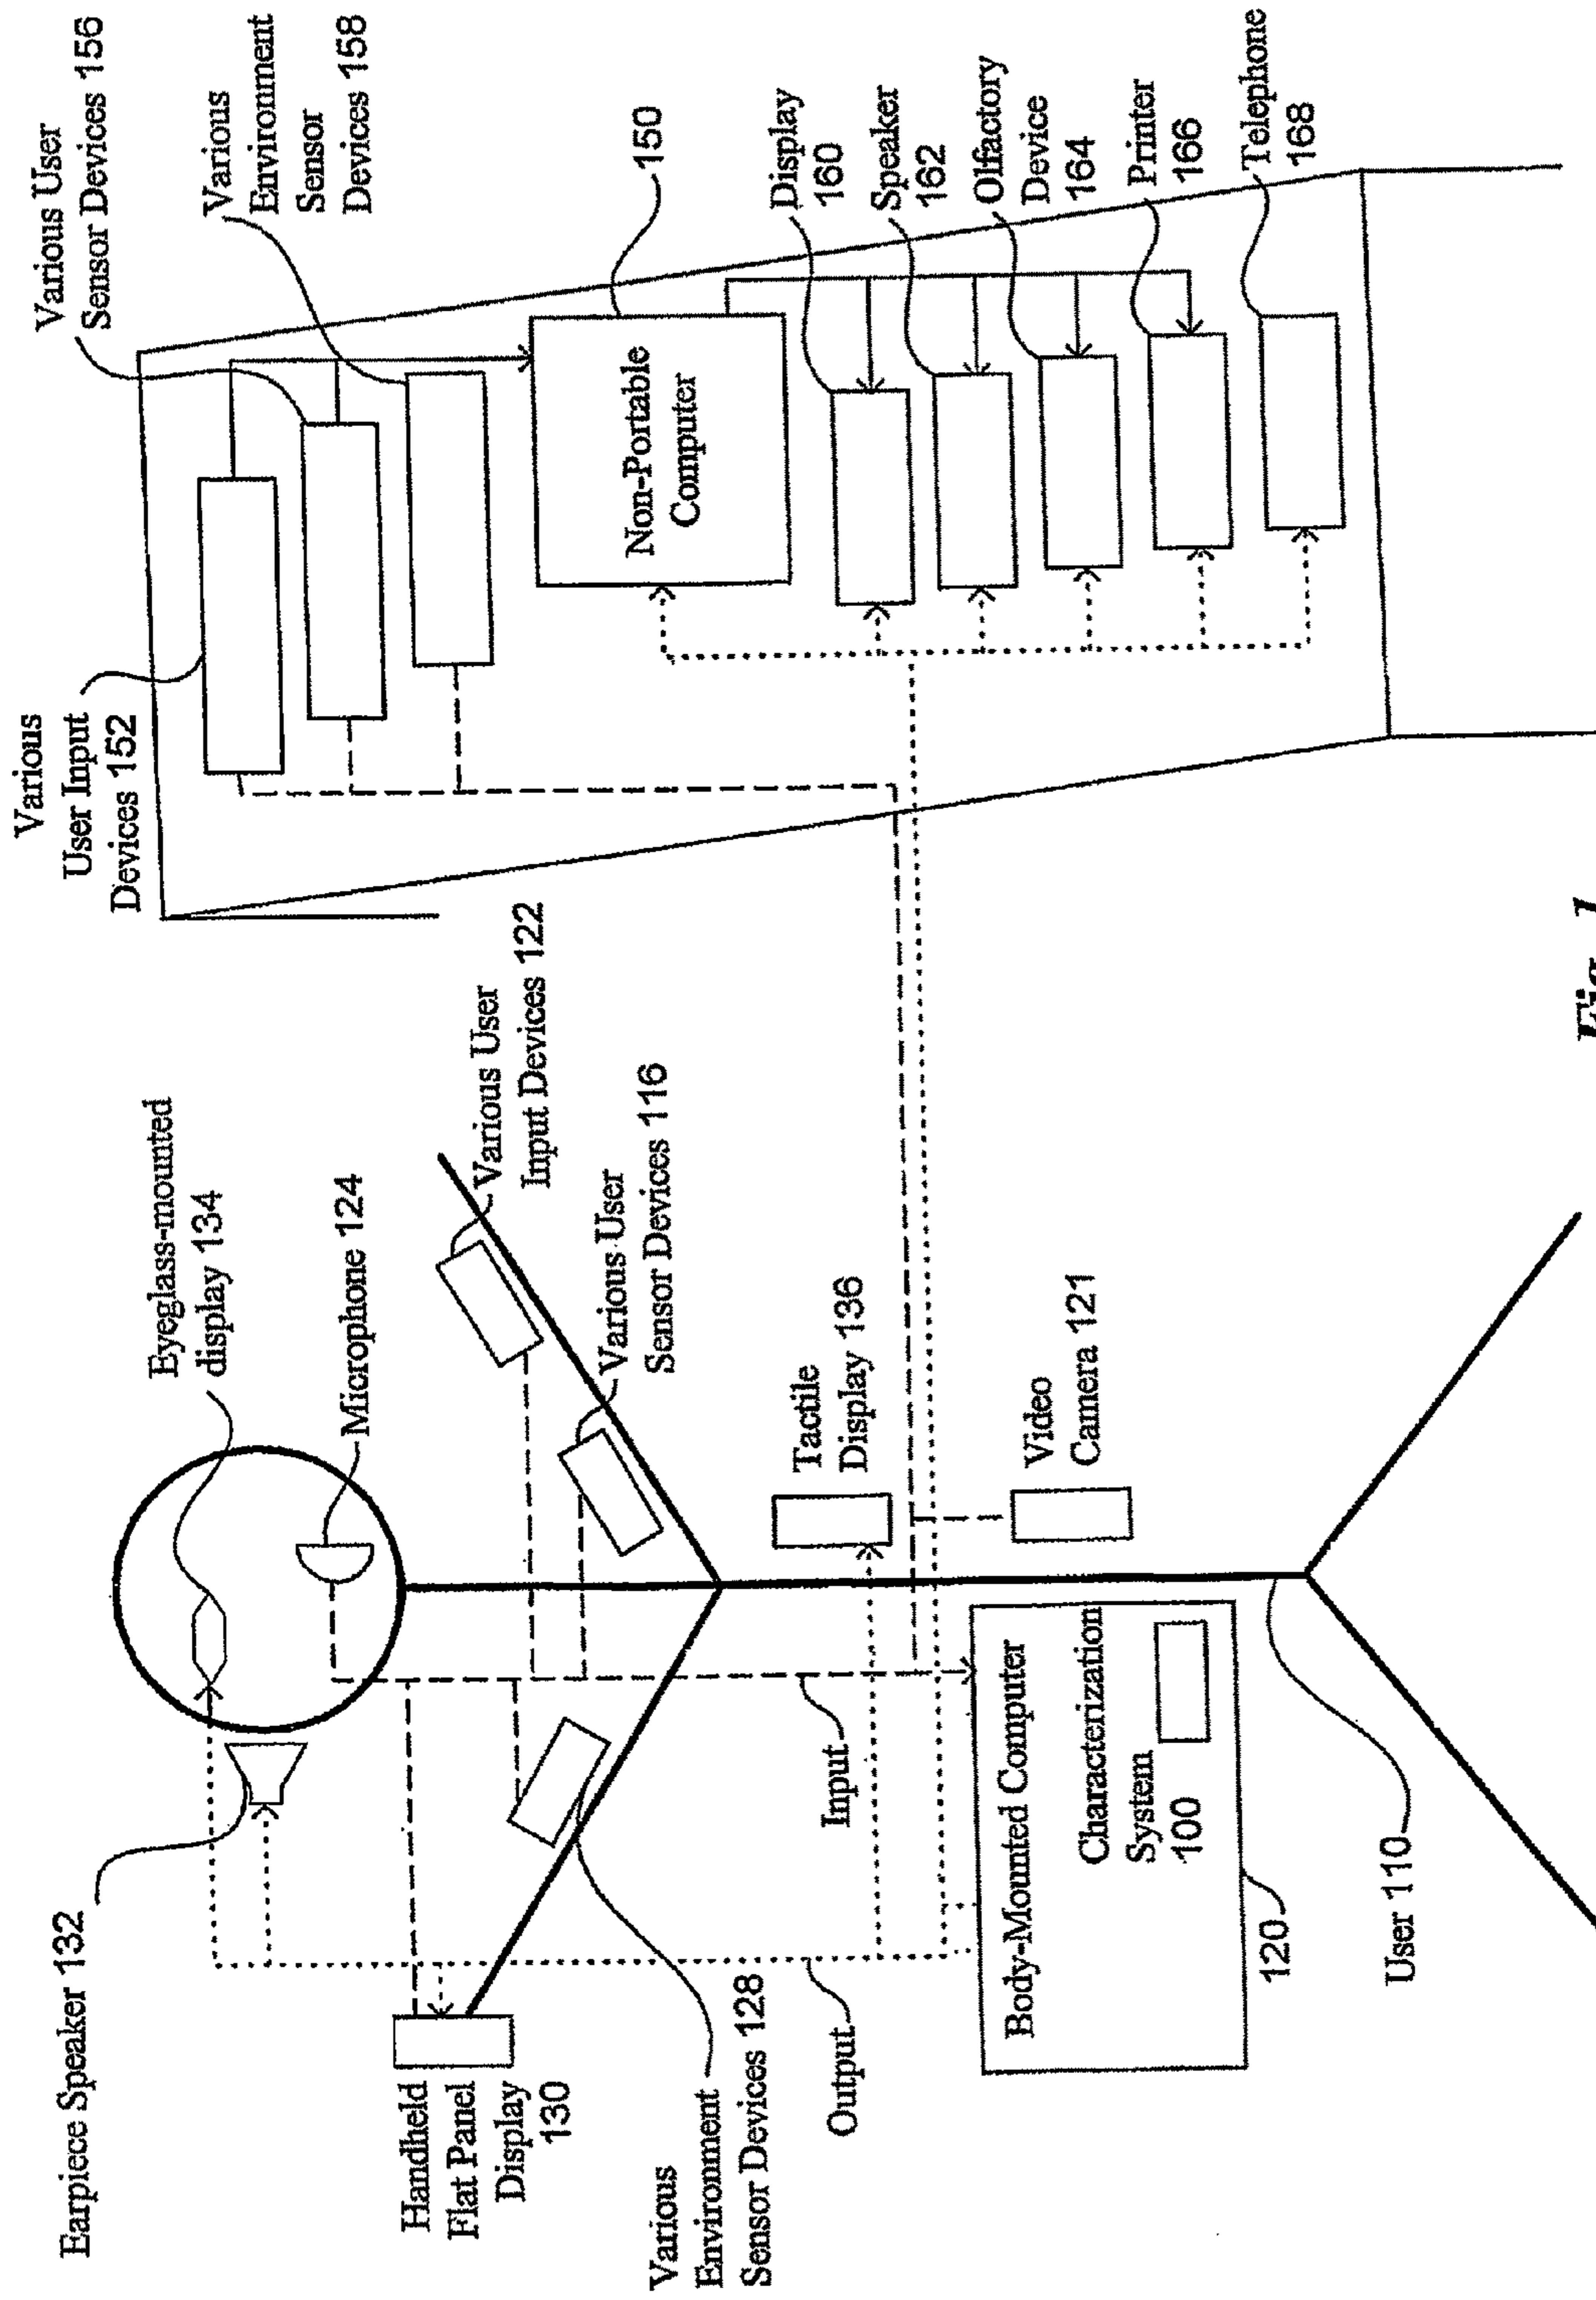 Earpiece Speaker 132
Eyeglass-mounted
display 134
Microphone 124
Handheld
Flat Panel
Display
130
Various User
Input Devices 122
Various User
Sensor Devices 116
Various
Environment
Sensor Devices 128
Tactile
Display 136
Input
Output
Video
Camera 121
Body-Mounted Computer
Characterization
System
100
120
User 110
Various
User Input
Devices 152
Various User
Sensor Devices 156
Various
Environment
Sensor
Devices 158
Non-Portable
Computer
150
Display
160
Speaker
162
Olfactory
Device
164
Printer
166
Telephone
168
Fig. 1